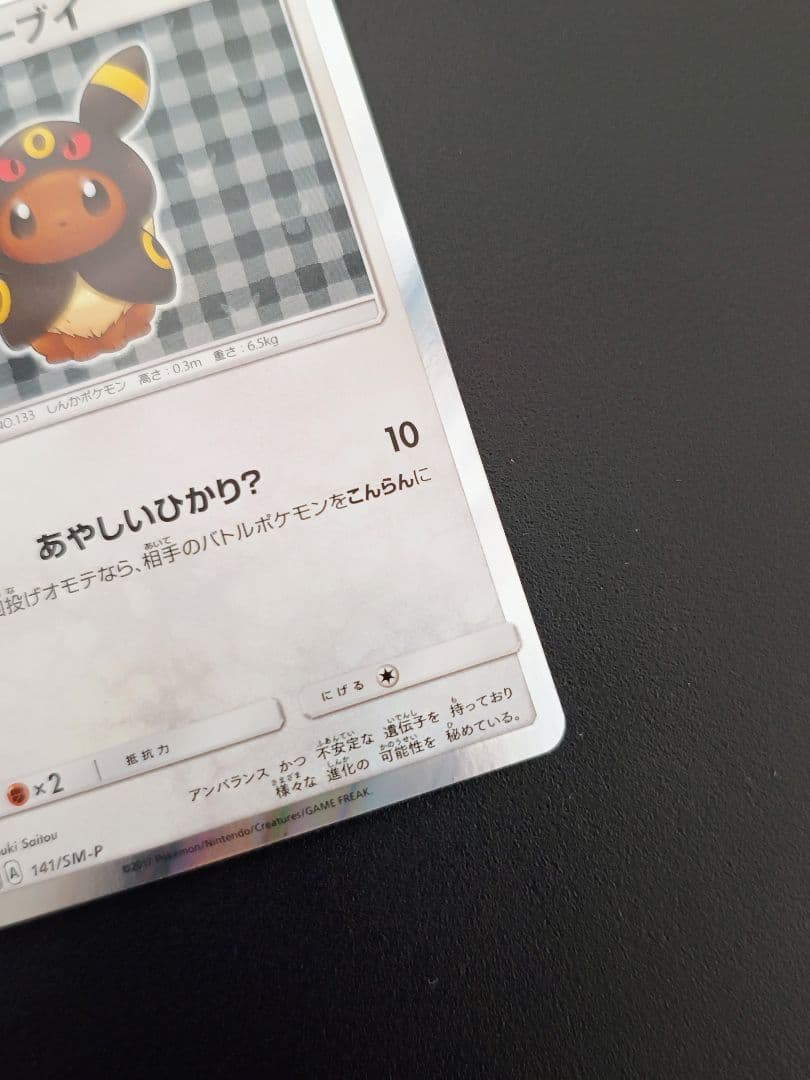 ーブイ
NO.133 しんかポケモン 高さ:0.3m 重さ:6.5kg
あやしいひかり? 10
投げオモテなら、相手のバトルポケモンをこんらんに
にげる
×2 抵抗力
アンバランス かつ 不安定な 遺伝子を 持っており
様々な 進化の 可能性を 秘めている。
uki Saitou
©2017 Pokémon/Nintendo/Creatures/GAME FREAK.
A 141/SM-P